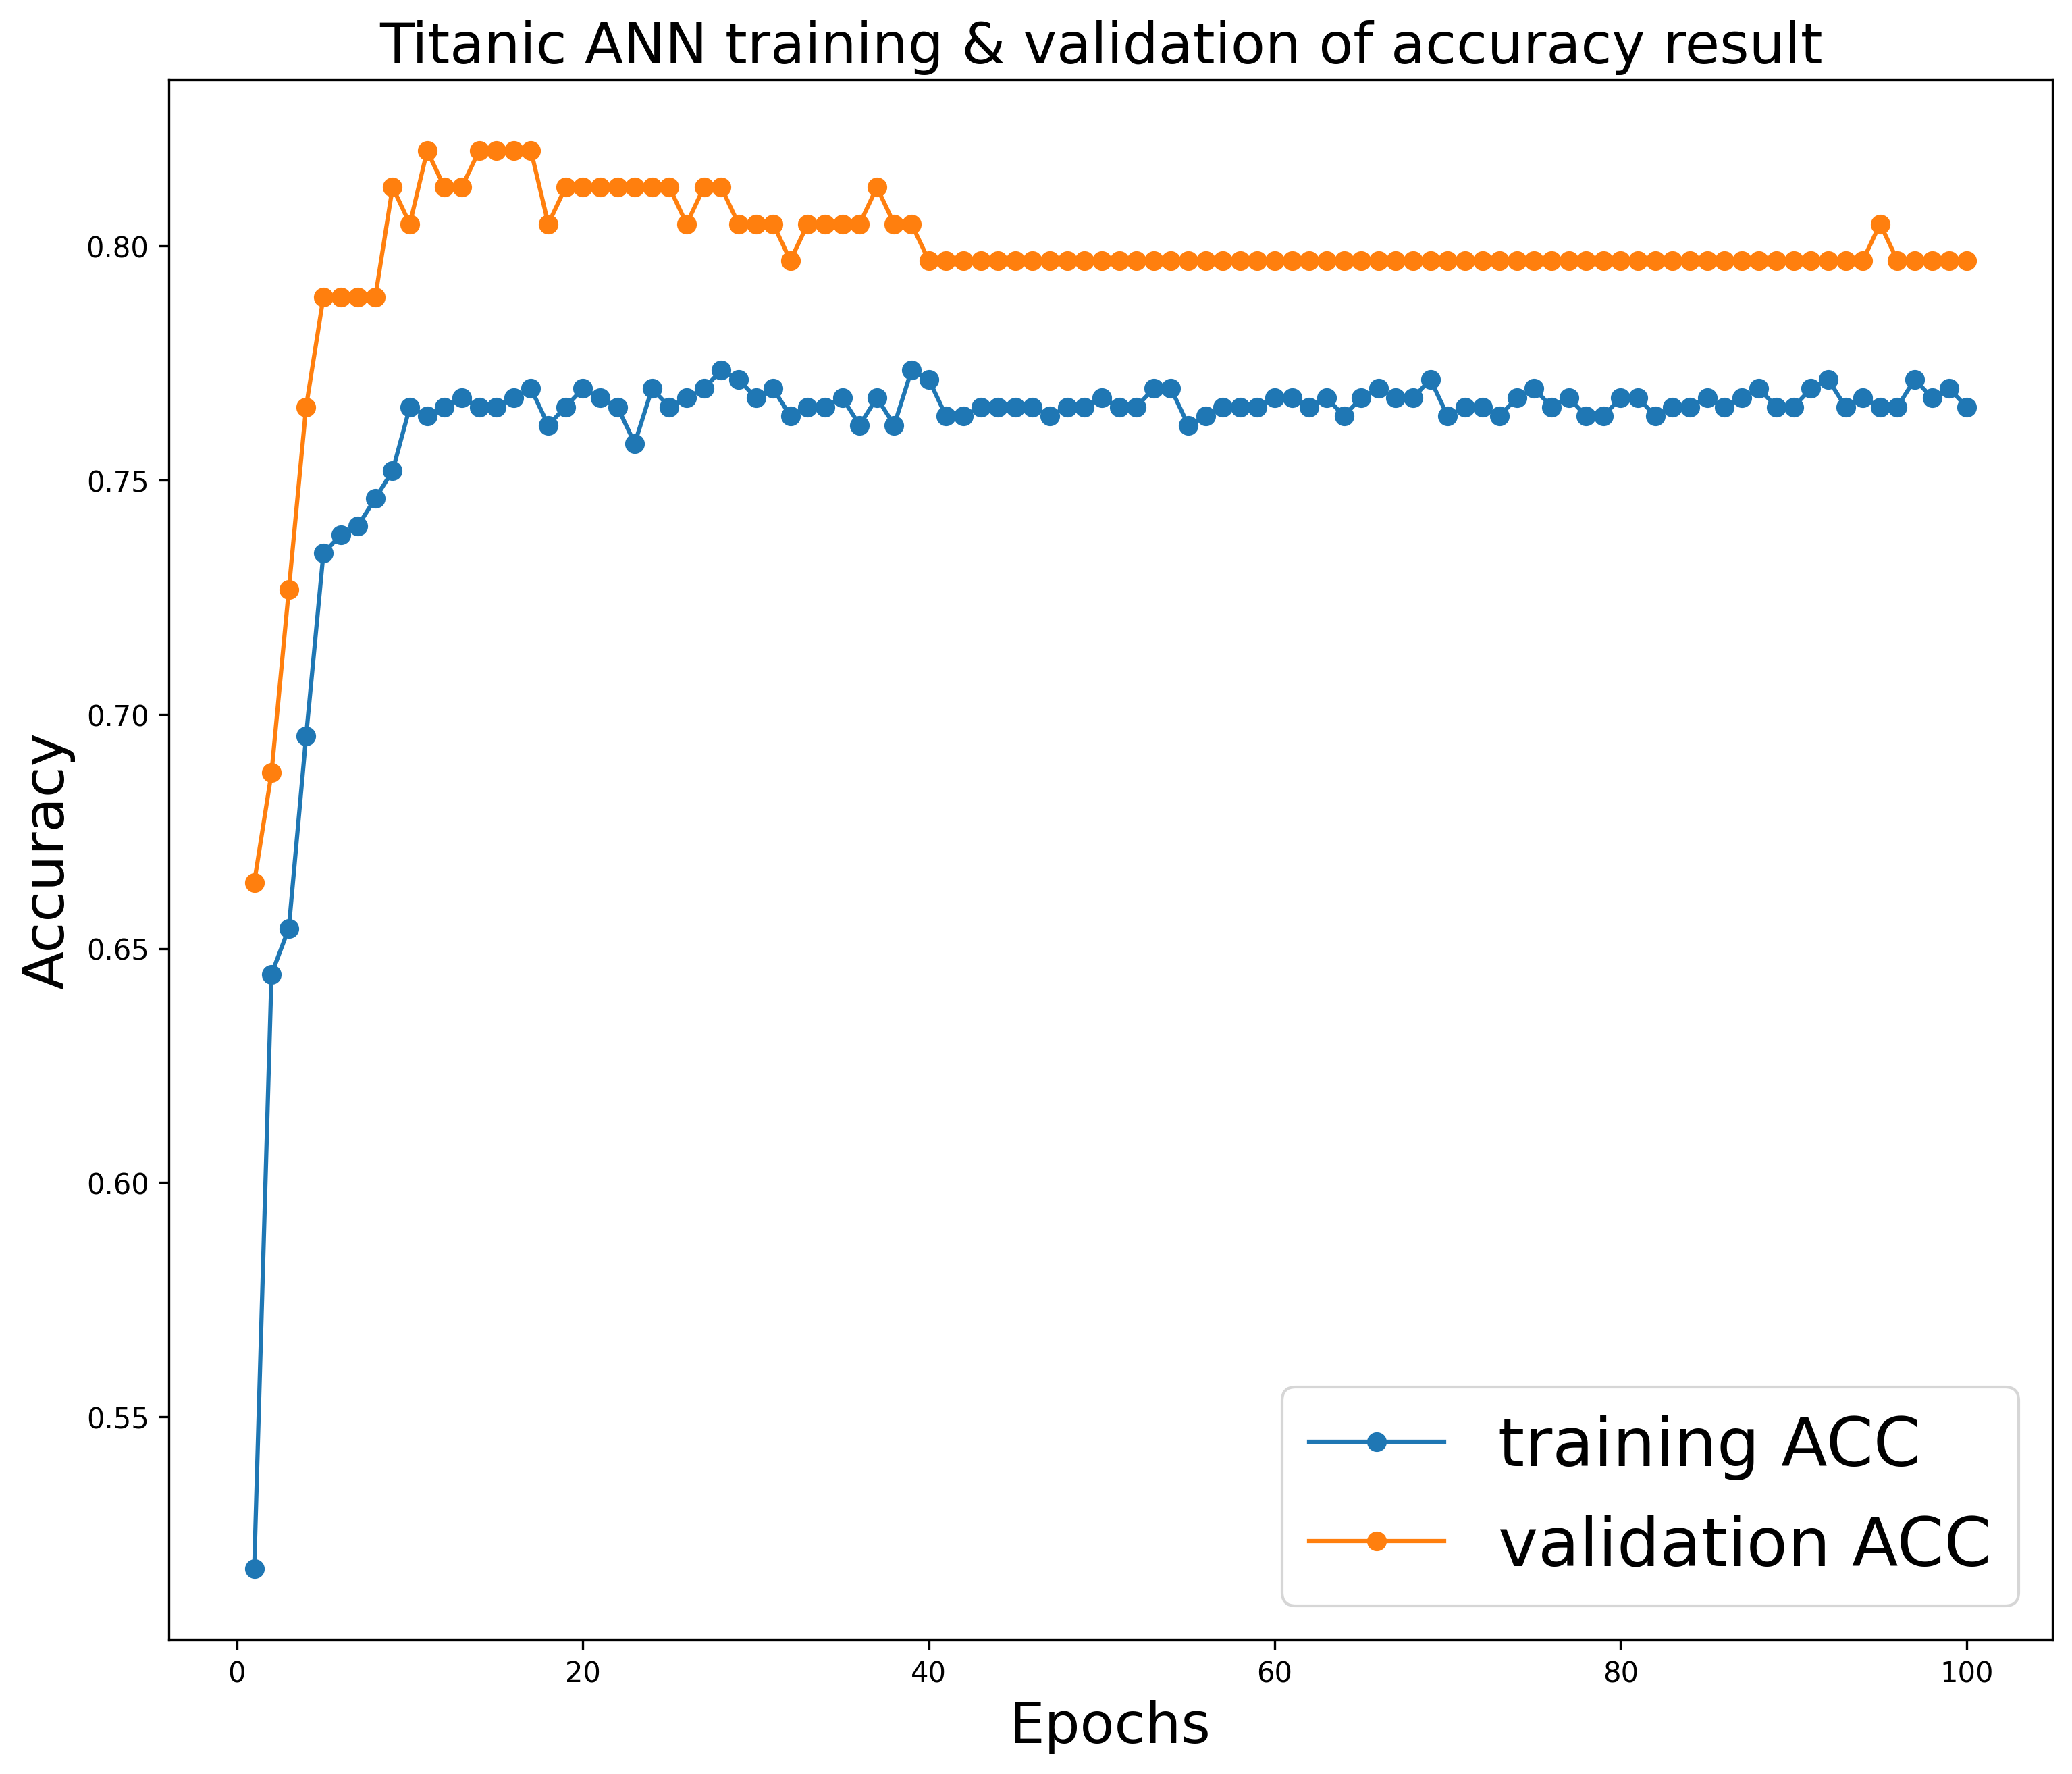 Titanic ANN training & validation of accuracy result
Accuracy
0.80
0.75
0.70
0.65
0.60
0.55
0 20 40 60 80 100
Epochs
training ACC
validation ACC